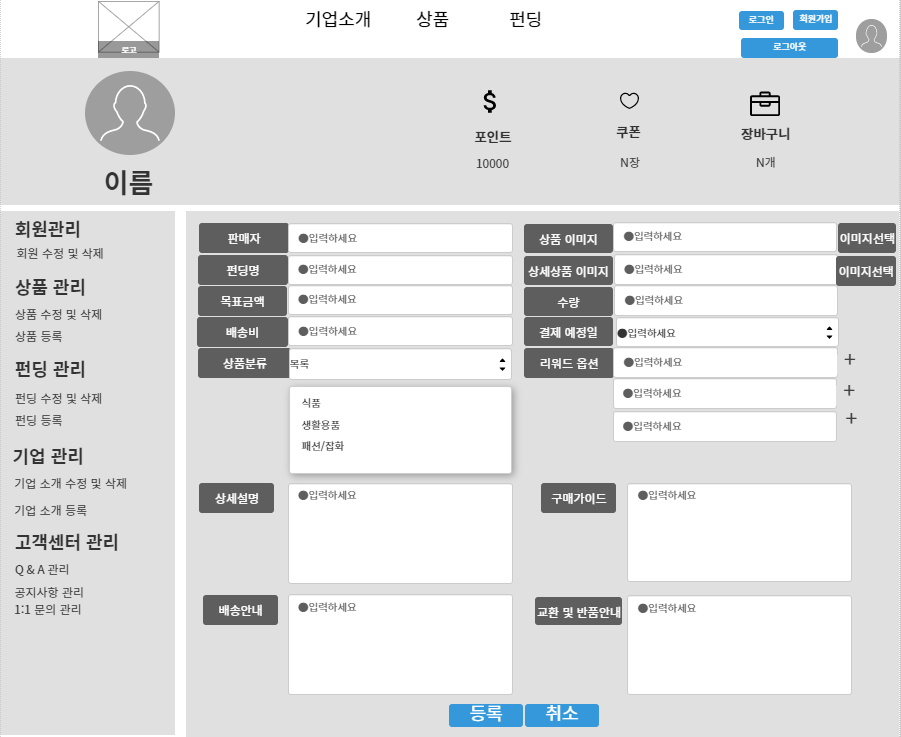 기업소개 상품 펀딩 로그인 회원가입
로고 로그아웃
포인트 쿠폰 장바구니
10000 N장 N개
이름
회원관리
회원 수정 및 삭제
상품 관리
상품 수정 및 삭제
상품 등록
펀딩 관리
펀딩 수정 및 삭제
펀딩 등록
기업 관리
기업 소개 수정 및 삭제
기업 소개 등록
고객센터 관리
Q & A 관리
공지사항 관리
1:1 문의 관리
판매자 ●입력하세요 상품 이미지 ●입력하세요 이미지선택
펀딩명 ●입력하세요 상세상품 이미지 ●입력하세요 이미지선택
목표금액 ●입력하세요 수량 ●입력하세요
배송비 ●입력하세요 결제 예정일 ●입력하세요
상품분류 목록 리워드 옵션 ●입력하세요 +
식품 ●입력하세요 +
생활용품 ●입력하세요 +
패션/잡화
상세설명 ●입력하세요 구매가이드 ●입력하세요
배송안내 ●입력하세요 교환 및 반품안내 ●입력하세요
등록 취소